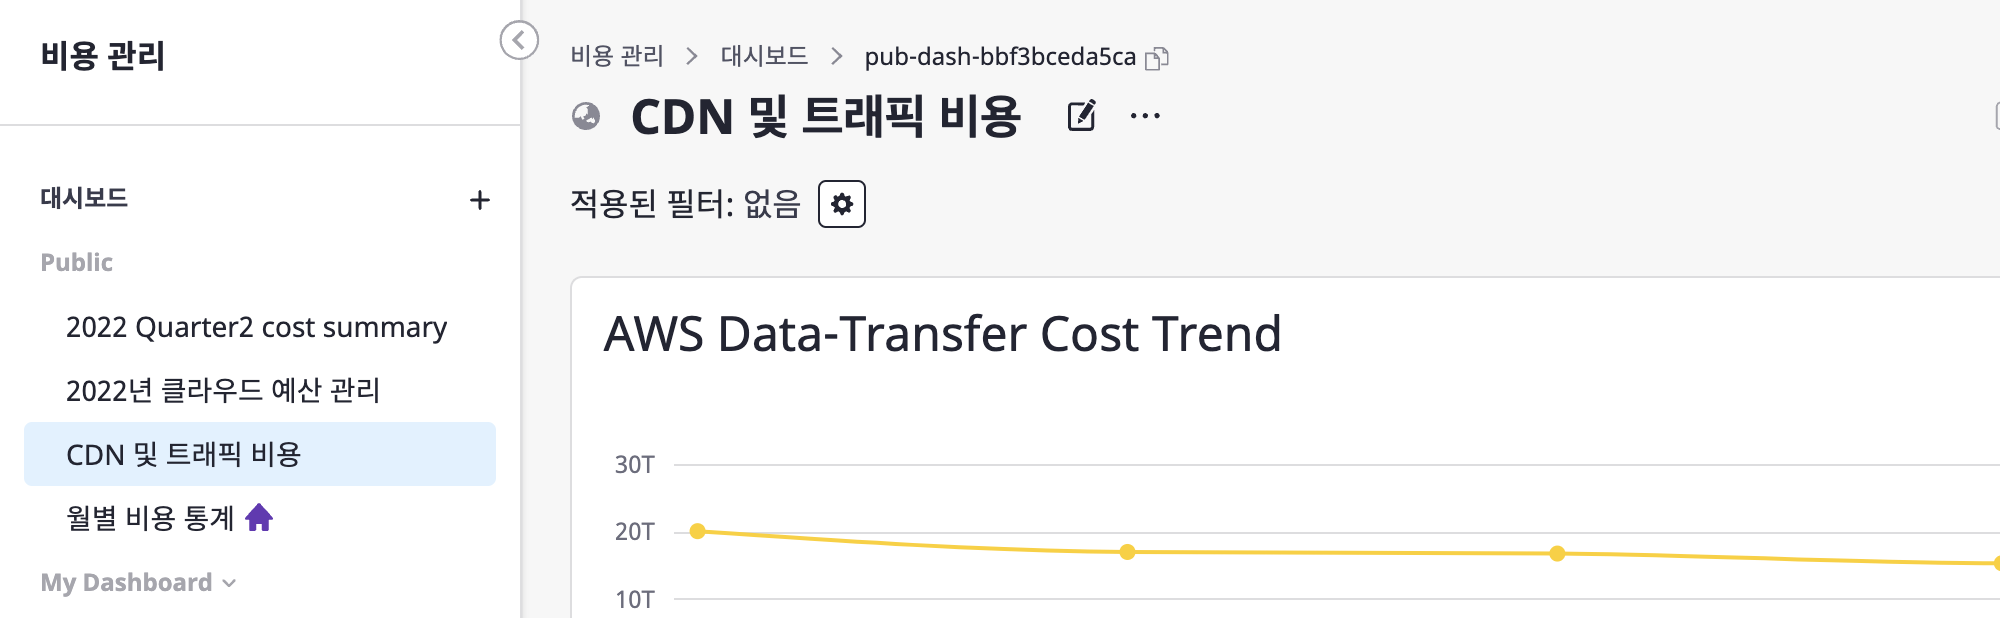 비용 관리
대시보드
Public
2022 Quarter2 cost summary
2022년 클라우드 예산 관리
CDN 및 트래픽 비용
월별 비용 통계
My Dashboard
비용 관리 > 대시보드 > pub-dash-bbf3bceda5ca
CDN 및 트래픽 비용
적용된 필터: 없음
AWS Data-Transfer Cost Trend
30T
20T
10T